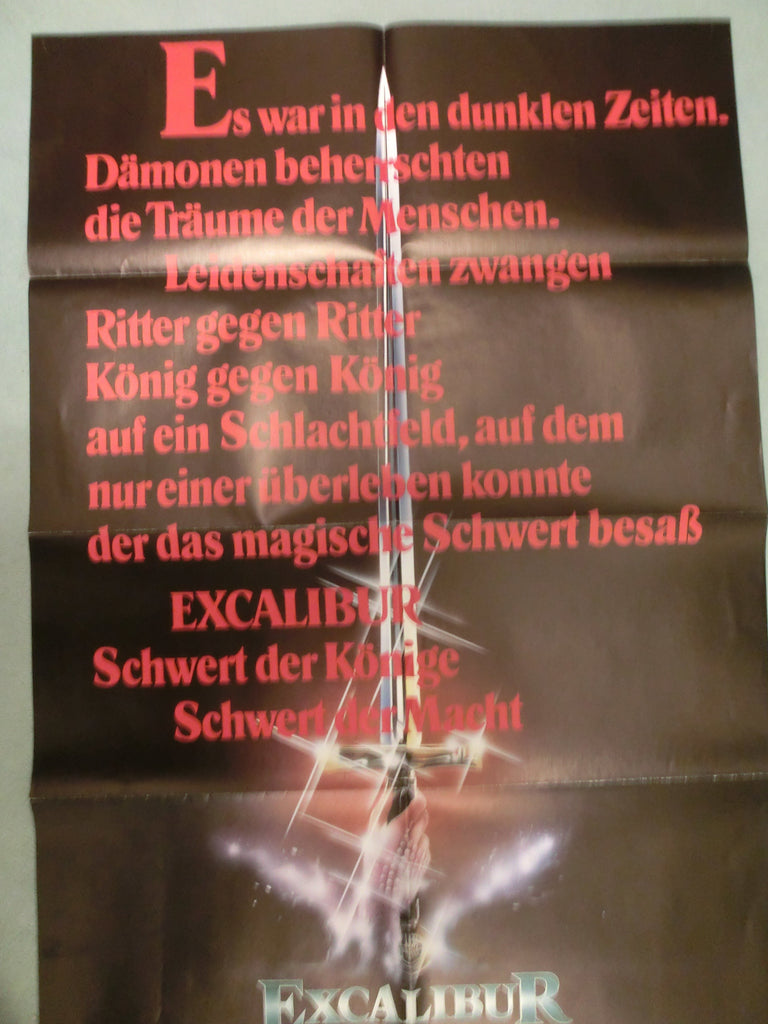 Es war in den dunklen Zeiten.
Dämonen beherrschten
die Träume der Menschen.
Leidenschaften zwangen
Ritter gegen Ritter
König gegen König
auf ein Schlachtfeld, auf dem
nur einer überleben konnte
der das magische Schwert besaß
EXCALIBUR
Schwert der Könige
Schwert der Macht
EXCALIBUR